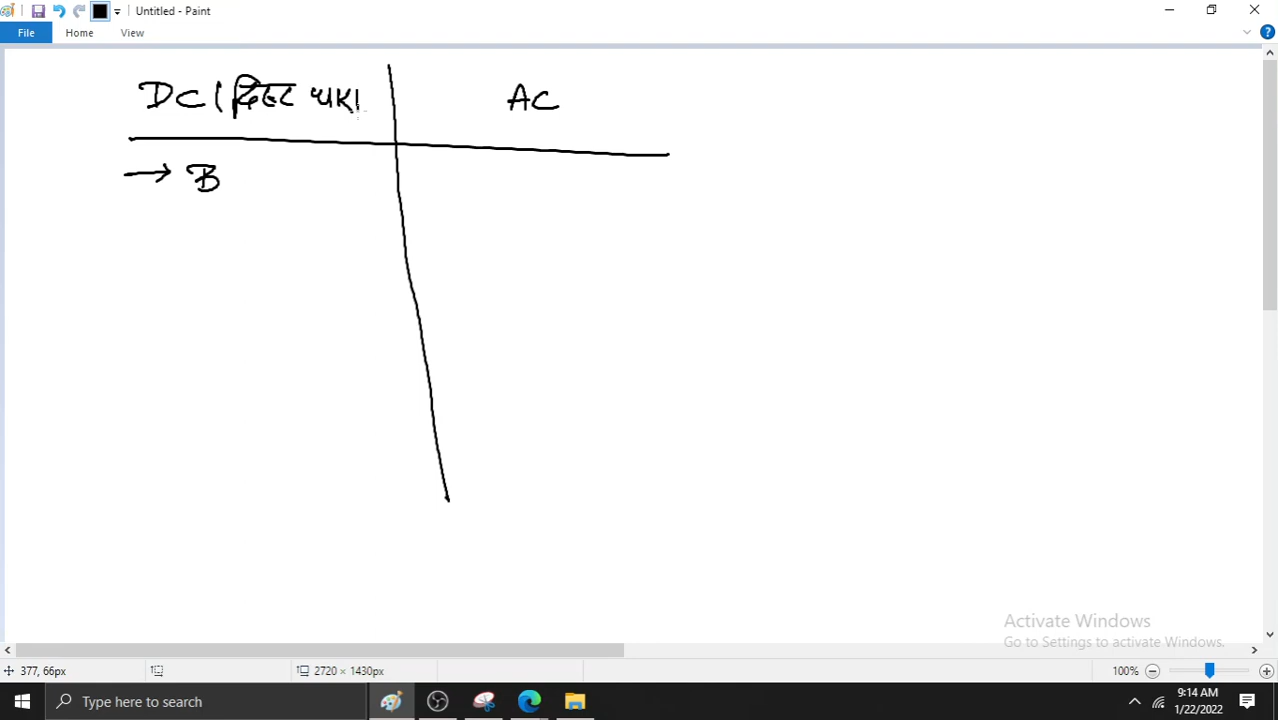 Untitled - Paint
File Home View
DC AC
→ B
Activate Windows
Go to Settings to activate Windows.
377, 66px 2720 × 1430px 100%
Type here to search
9:14 AM
1/22/2022